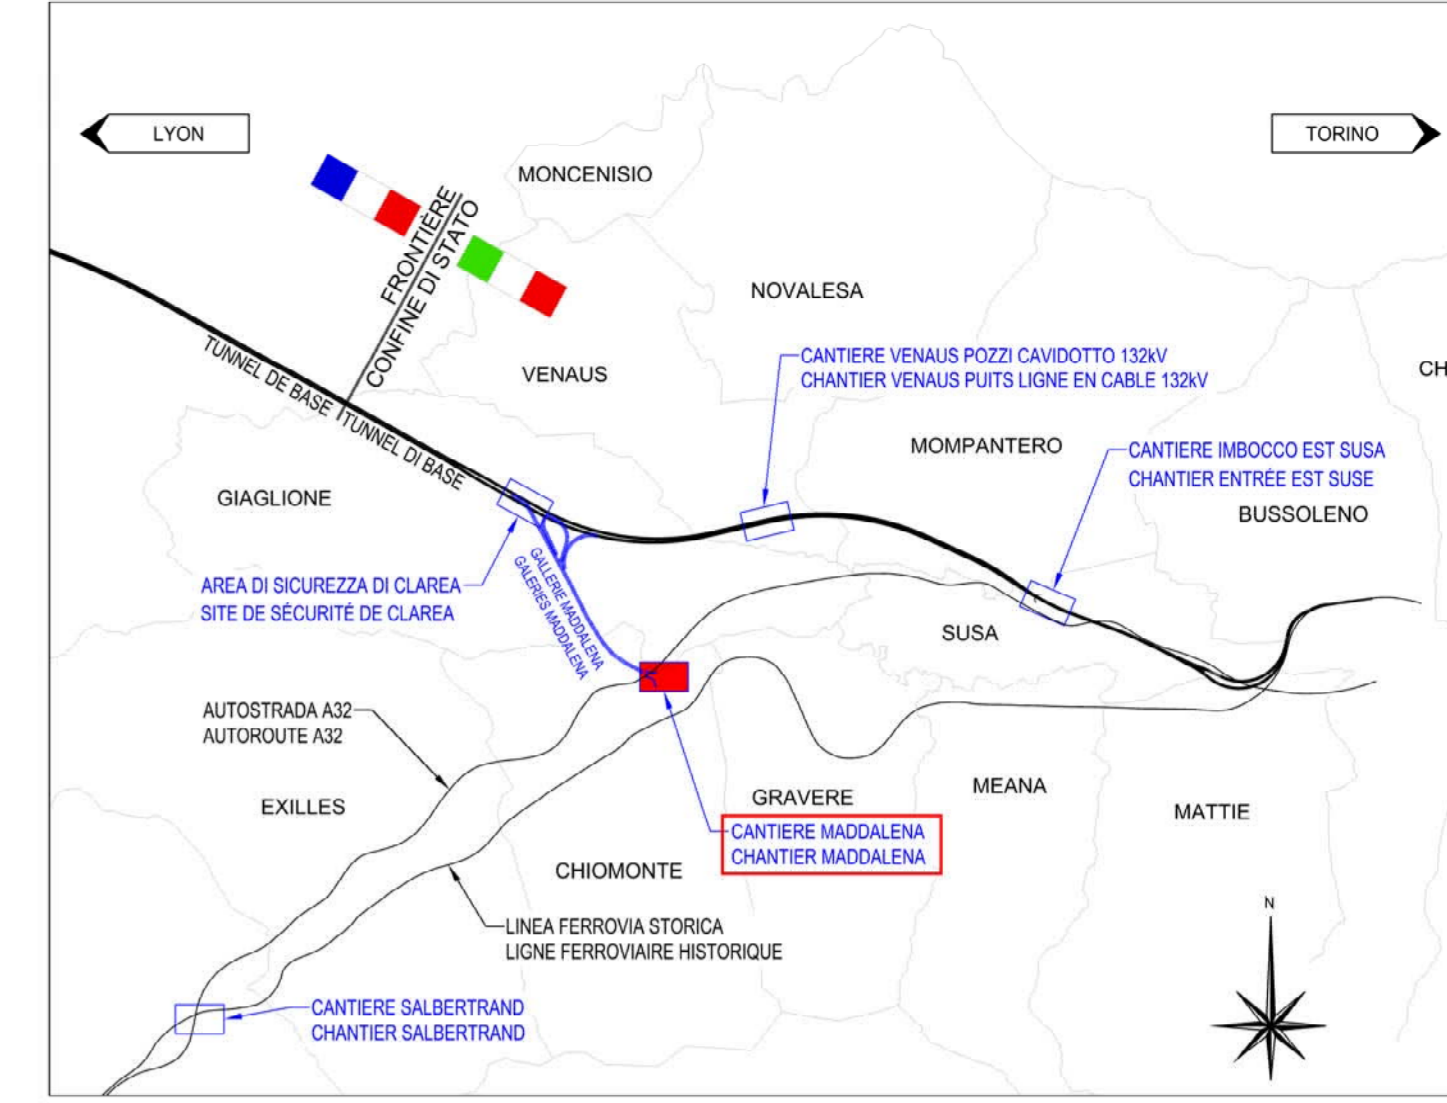 LYON
TORINO
MONCENISIO
FRONTIÈRE
CONFINE DI STATO
NOVALESA
TUNNEL DE BASE
TUNNEL DI BASE
VENAUS
CANTIERE VENAUS POZZI CAVIDOTTO 132kV
CHANTIER VENAUS PUITS LIGNE EN CABLE 132kV
CH
MOMPANTERO
CANTIERE IMBOCCO EST SUSA
CHANTIER ENTRÉE EST SUSE
GIAGLIONE
BUSSOLENO
AREA DI SICUREZZA DI CLAREA
SITE DE SÉCURITÉ DE CLAREA
GALLERIE MADDALENA
GALERIES MADDALENA
SUSA
AUTOSTRADA A32
AUTOROUTE A32
EXILLES
GRAVERE
MEANA
MATTIE
CANTIERE MADDALENA
CHANTIER MADDALENA
CHIOMONTE
LINEA FERROVIA STORICA
LIGNE FERROVIAIRE HISTORIQUE
N
CANTIERE SALBERTRAND
CHANTIER SALBERTRAND